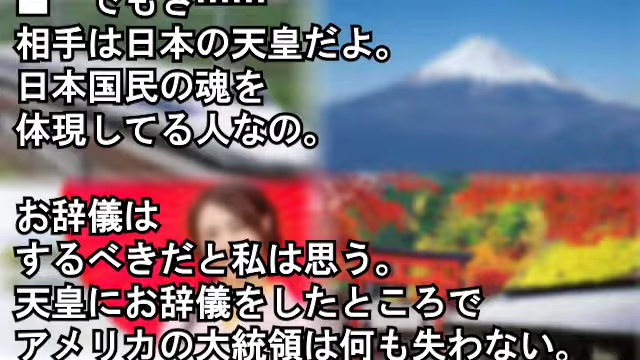 ■ でもさ……
相手は日本の天皇だよ。
日本国民の魂を
体現してる人なの。
お辞儀は
するべきだと私は思う。
天皇にお辞儀をしたところで
アメリカの大統領は何も失わない。